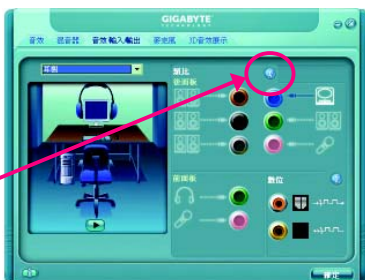 GIGABYTE
TECHNOLOGY
音效 混音器 音效輸入/輸出 麥克風 3D音效展示
耳機
類比
後面板
前面板
數位
確定